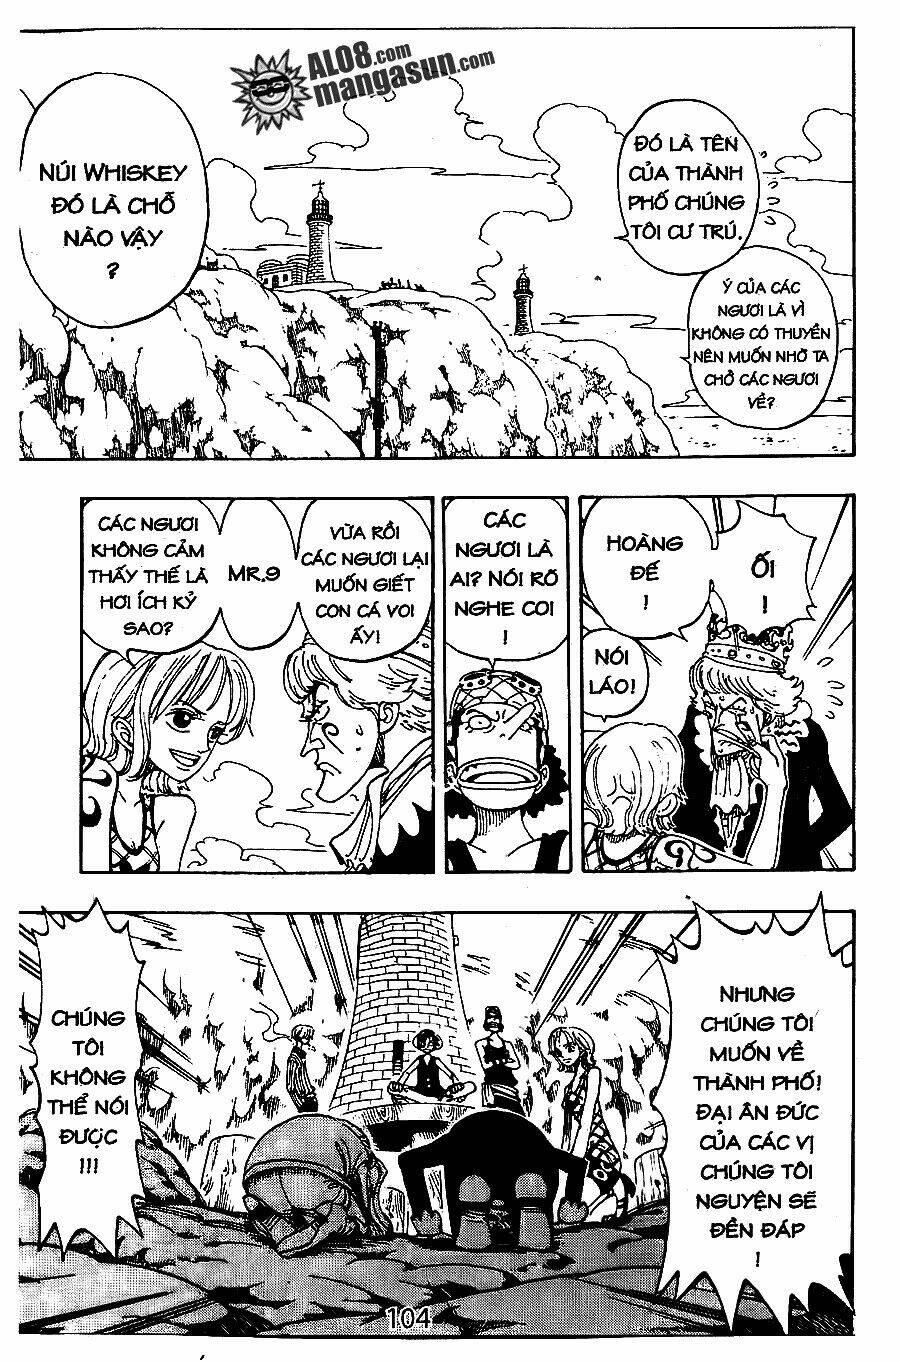 AL08.com
mangasun.com
NÚI WHISKEY
ĐÓ LÀ CHỖ
NÀO VẬY
?
ĐÓ LÀ TÊN
CỦA THÀNH
PHỐ CHÚNG
TÔI CƯ TRÚ.
Ý CỦA CÁC
NGƯƠI LÀ VÌ
KHÔNG CÓ THUYỀN
NÊN MUỐN NHỜ TA
CHỞ CÁC NGƯƠI
VỀ?
CÁC NGƯƠI
KHÔNG CẢM
THẤY THẾ LÀ
HƠI ÍCH KỶ
SAO?
MR.9
VỪA RỒI
CÁC NGƯƠI LẠI
MUỐN GIẾT
CON CÁ VOI
ẤY!
CÁC
NGƯƠI LÀ
AI? NÓI RÕ
NGHE COI
!
HOÀNG
ĐẾ
!
ỐI
!
NÓI
LÁO!
CHÚNG
TÔI
KHÔNG
THỂ NÓI
ĐƯỢC
!!!
NHƯNG
CHÚNG TÔI
MUỐN VỀ
THÀNH PHỐ!
ĐẠI ÂN ĐỨC
CỦA CÁC VỊ
CHÚNG TÔI
NGUYỆN SẼ
ĐỀN ĐÁP
!
104